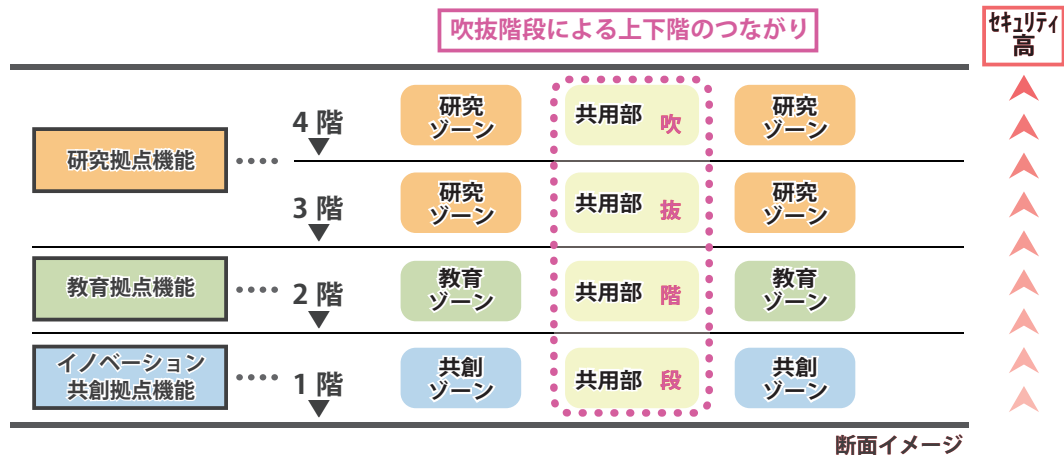 吹抜階段による上下階のつながり
セキュリティ
高
研究拠点機能
4 階
研究
ゾーン
共用部 吹
研究
ゾーン
3 階
研究
ゾーン
共用部 抜
研究
ゾーン
教育拠点機能
2 階
教育
ゾーン
共用部 階
教育
ゾーン
イノベーション
共創拠点機能
1 階
共創
ゾーン
共用部 段
共創
ゾーン
断面イメージ